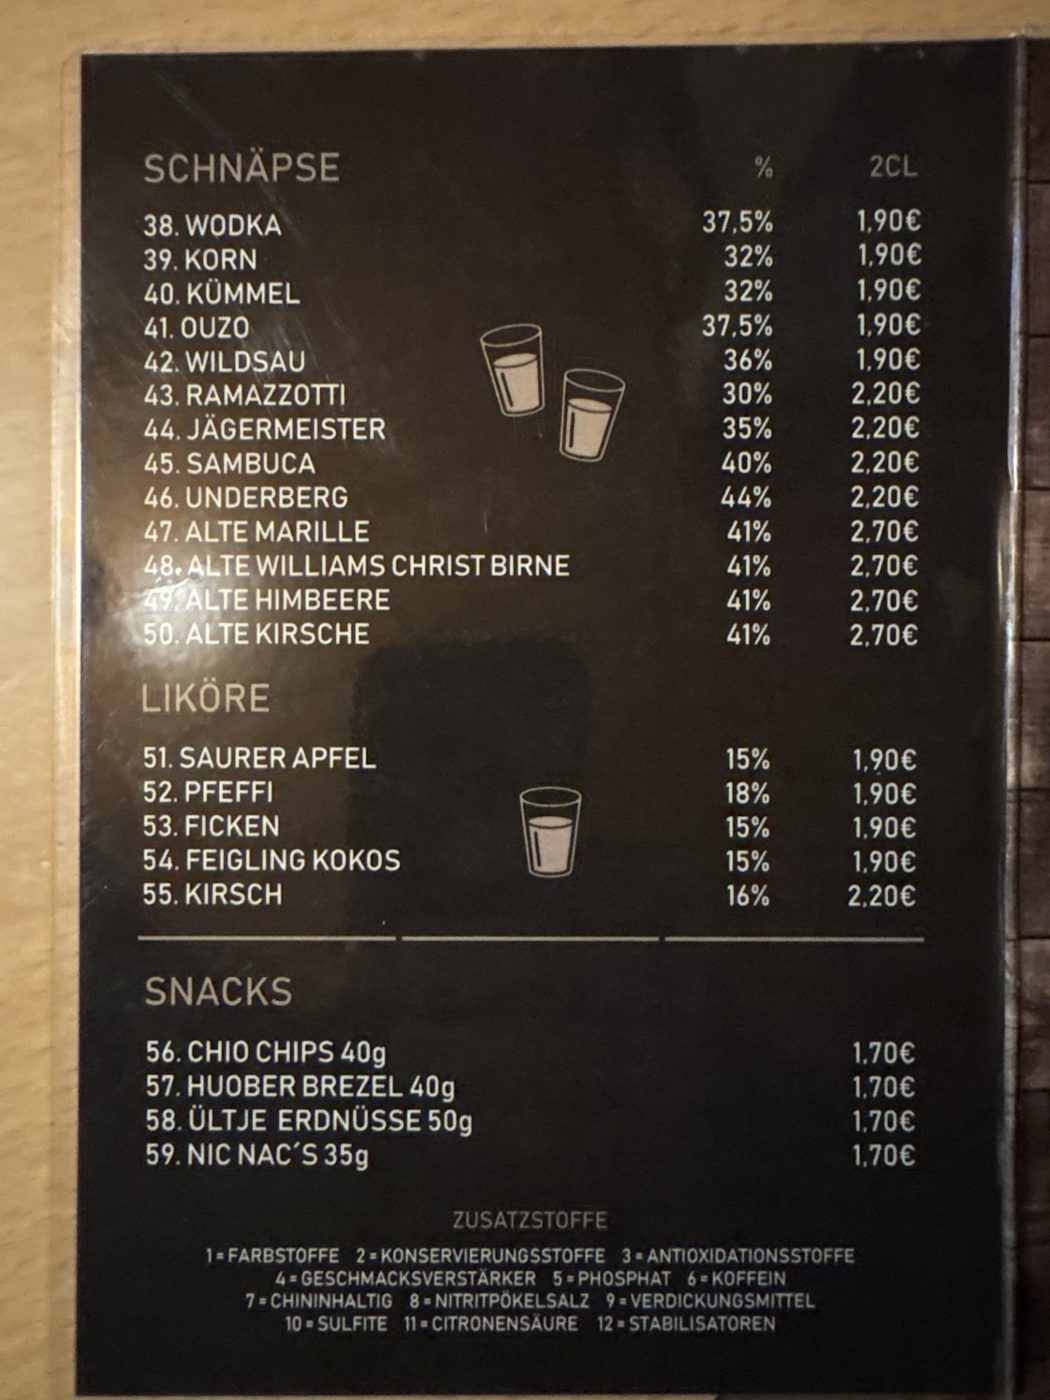 SCHNÄPSE % 2CL
38. WODKA 37,5% 1,90€
39. KORN 32% 1,90€
40. KÜMMEL 32% 1,90€
41. OUZO 37,5% 1,90€
42. WILDSAU 36% 1,90€
43. RAMAZZOTTI 30% 2,20€
44. JÄGERMEISTER 35% 2,20€
45. SAMBUCA 40% 2,20€
46. UNDERBERG 44% 2,20€
47. ALTE MARILLE 41% 2,70€
48. ALTE WILLIAMS CHRIST BIRNE 41% 2,70€
49. ALTE HIMBEERE 41% 2,70€
50. ALTE KIRSCHE 41% 2,70€
LIKÖRE
51. SAURER APFEL 15% 1,90€
52. PFEFFI 18% 1,90€
53. FICKEN 15% 1,90€
54. FEIGLING KOKOS 15% 1,90€
55. KIRSCH 16% 2,20€
SNACKS
56. CHIO CHIPS 40g 1,70€
57. HUOBER BREZEL 40g 1,70€
58. ÜLTJE ERDNÜSSE 50g 1,70€
59. NIC NAC´S 35g 1,70€
ZUSATZSTOFFE
1=FARBSTOFFE 2=KONSERVIERUNGSSTOFFE 3=ANTIOXIDATIONSSTOFFE
4=GESCHMACKSVERSTÄRKER 5=PHOSPHAT 6=KOFFEIN
7=CHININHALTIG 8=NITRITPÖKELSALZ 9=VERDICKUNGSMITTEL
10=SULFITE 11=CITRONENSÄURE 12=STABILISATOREN